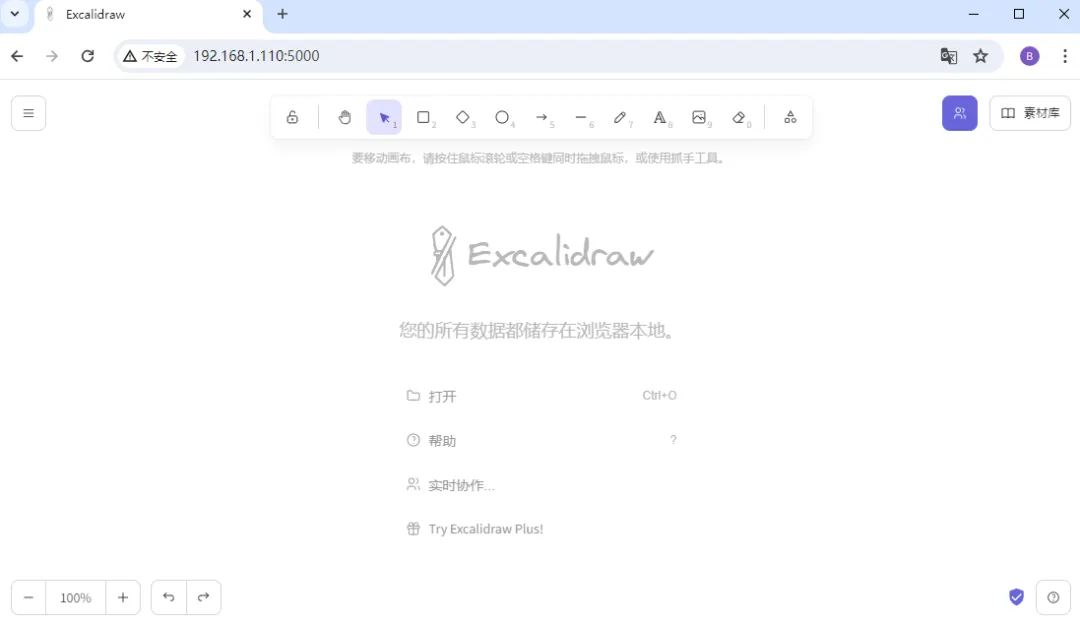 Excalidraw
不安全 192.168.1.110:5000
B
1 2 3 4 5 6 7 A 8 9 0
素材库
要移动画布，请按住鼠标滚轮或空格键同时拖拽鼠标，或使用抓手工具。
Excalidraw
您的所有数据都储存在浏览器本地。
打开 Ctrl+O
帮助 ?
实时协作...
Try Excalidraw Plus!
100%